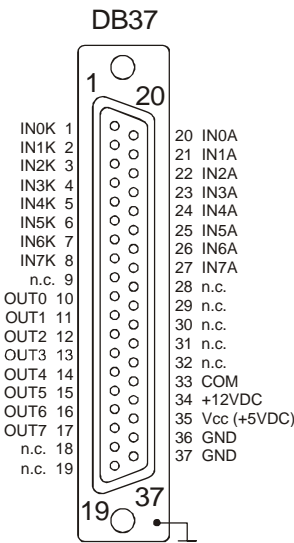 DB37
1
20
IN0K 1
IN1K 2
IN2K 3
IN3K 4
IN4K 5
IN5K 6
IN6K 7
IN7K 8
n.c. 9
OUT0 10
OUT1 11
OUT2 12
OUT3 13
OUT4 14
OUT5 15
OUT6 16
OUT7 17
n.c. 18
n.c. 19
20 IN0A
21 IN1A
22 IN2A
23 IN3A
24 IN4A
25 IN5A
26 IN6A
27 IN7A
28 n.c.
29 n.c.
30 n.c.
31 n.c.
32 n.c.
33 COM
34 +12VDC
35 Vcc (+5VDC)
36 GND
37 GND
19
37